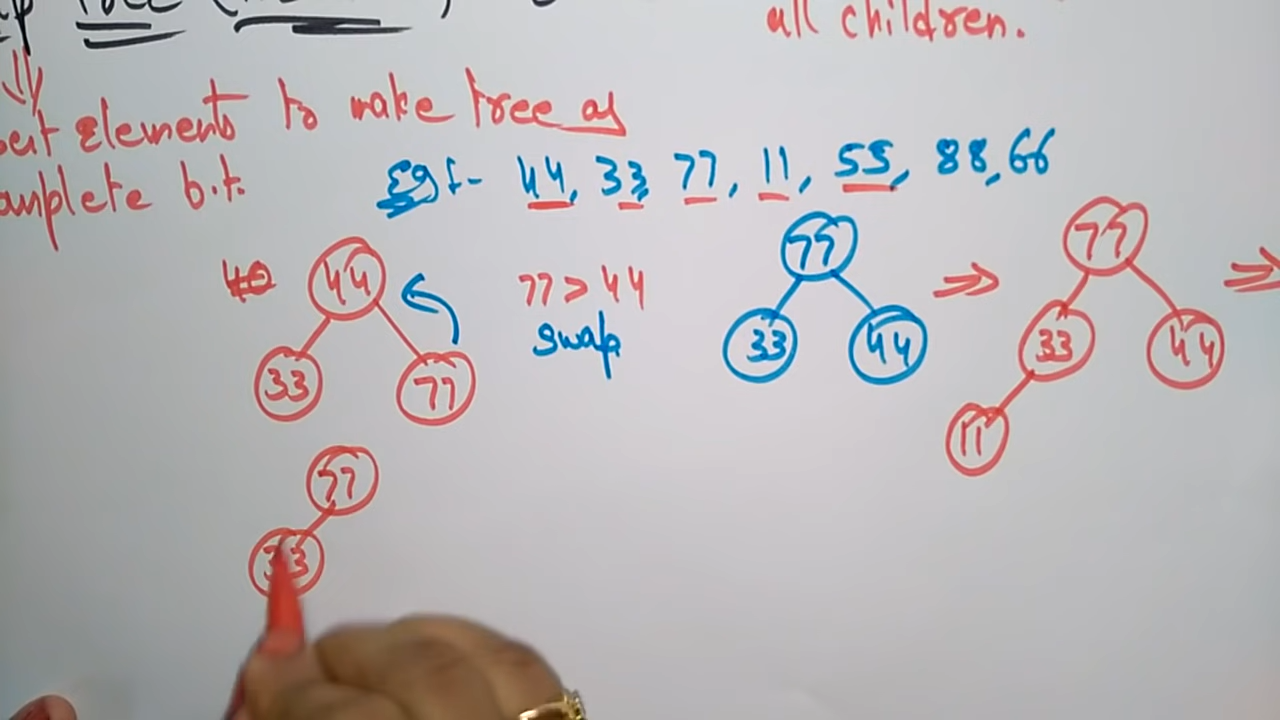 tree
all children.
elements to make tree as
b.t.
Eg:- 44, 33, 77, 11, 55, 88, 66
44
33
77
77 > 44
swap
77
33
44
77
33
44
11
77
33